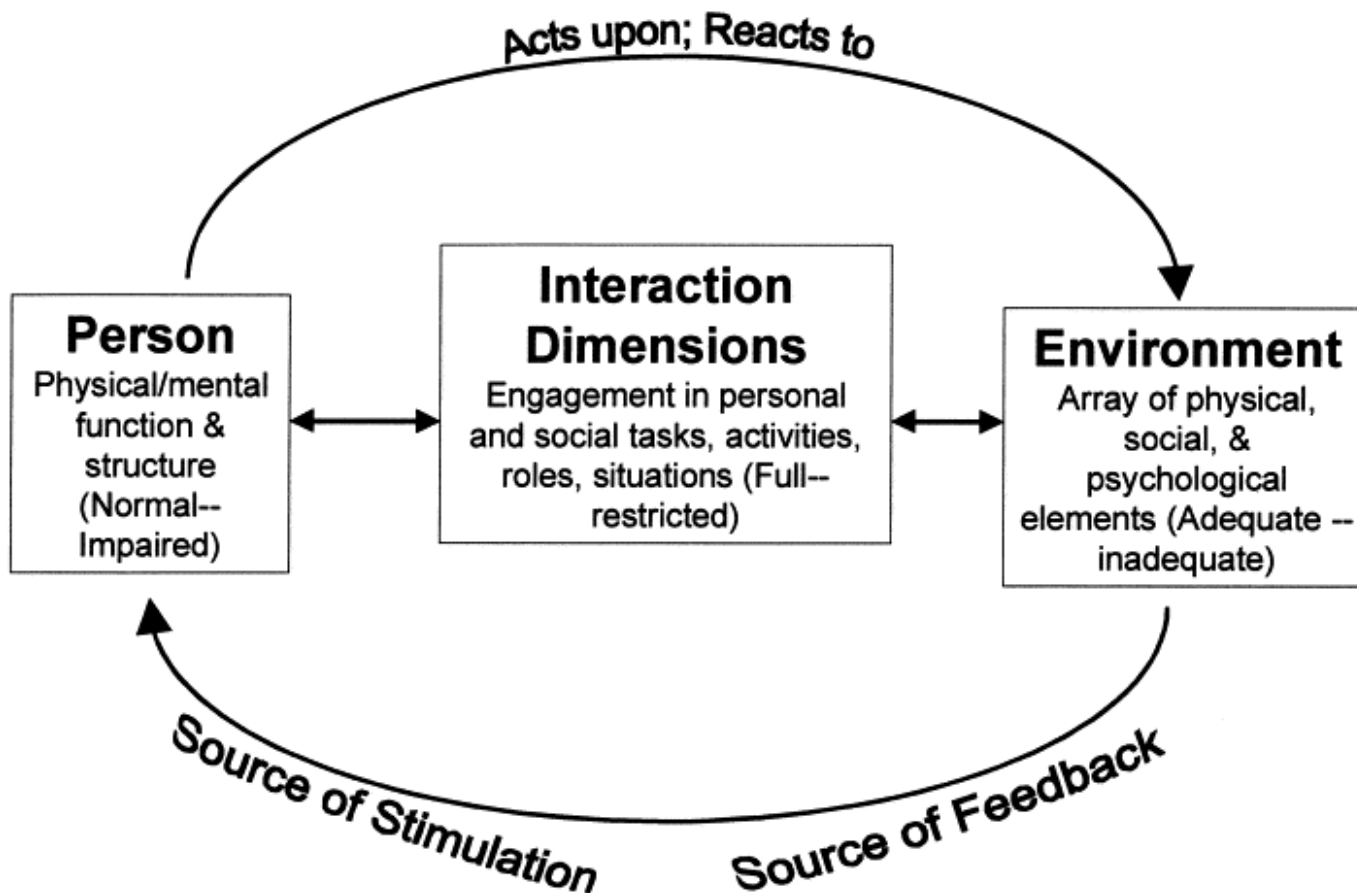 Acts upon; Reacts to
Person
Physical/mental
function &
structure
(Normal--
Impaired)
Interaction
Dimensions
Engagement in personal
and social tasks, activities,
roles, situations (Full--
restricted)
Environment
Array of physical,
social, &
psychological
elements (Adequate --
inadequate)
Source of Stimulation
Source of Feedback